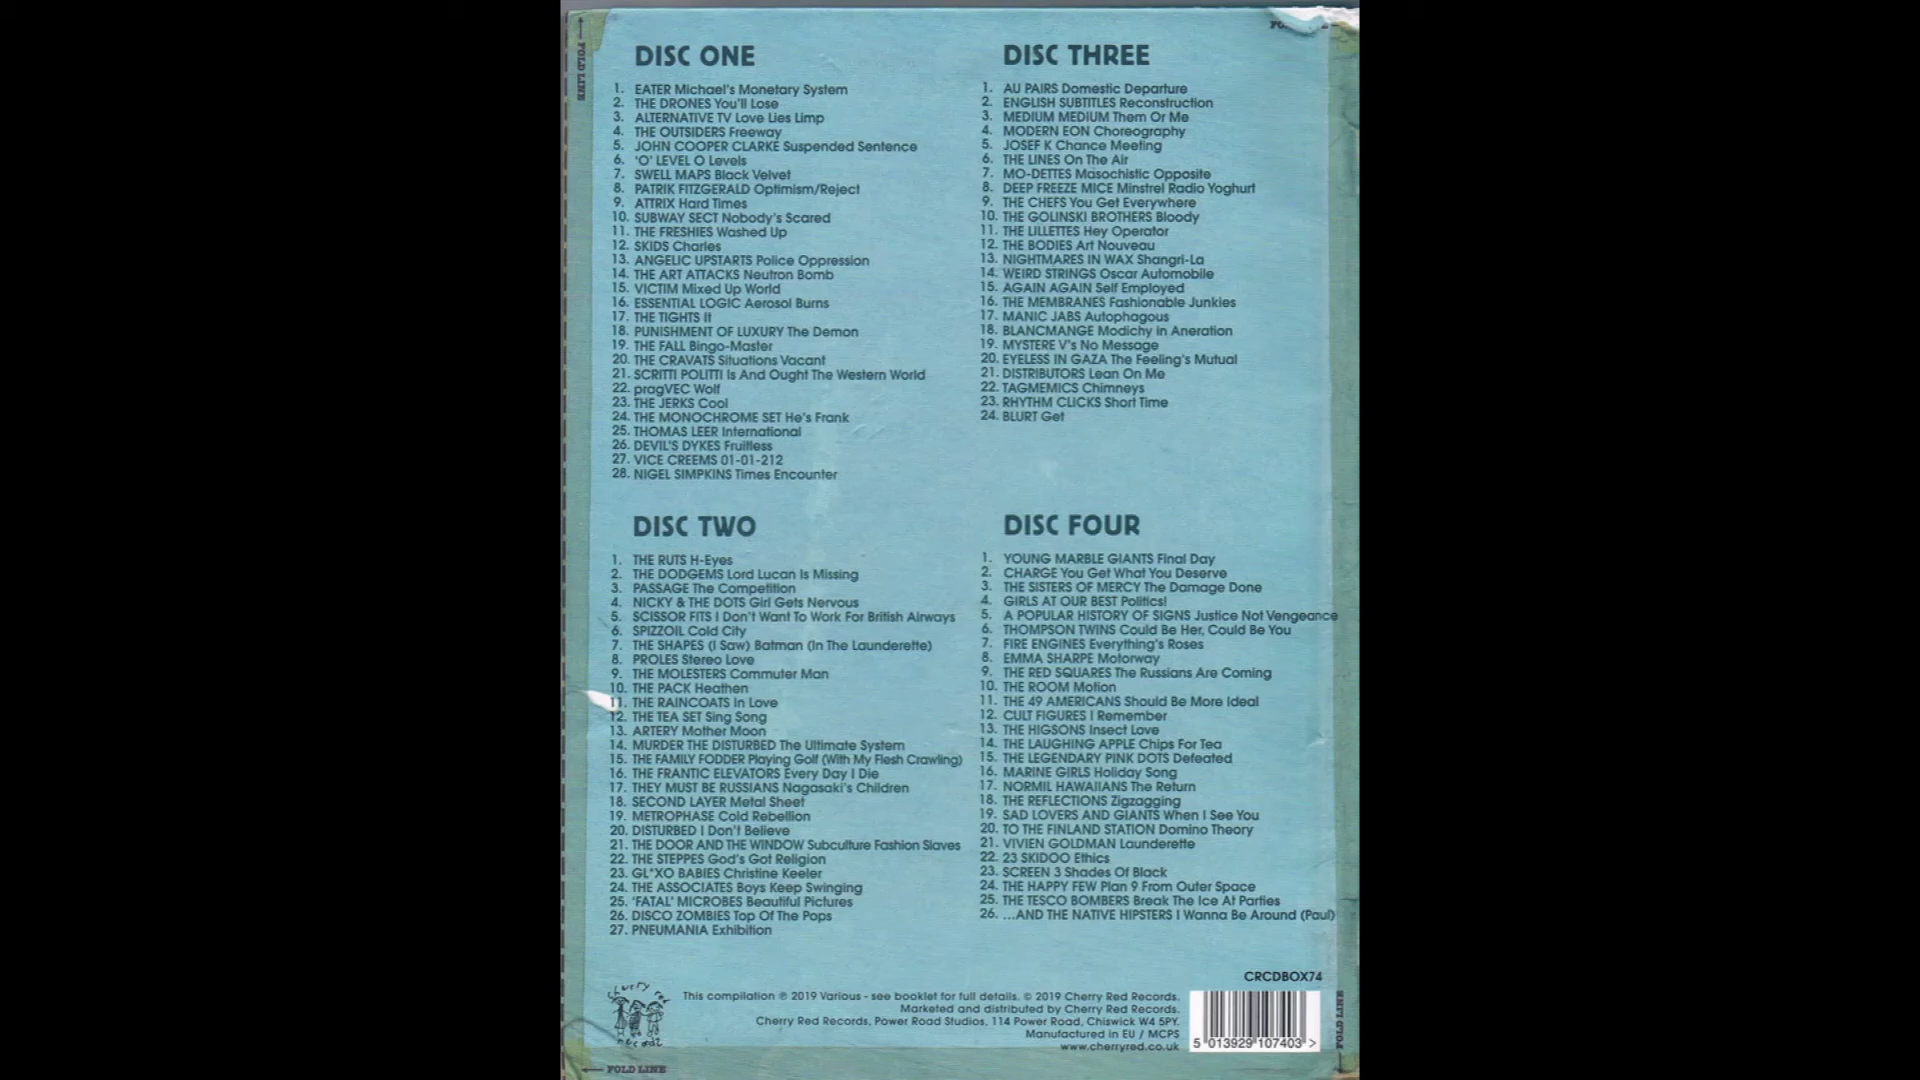 FOLD LINE
DISC ONE
1. EATER Michael's Monetary System
2. THE DRONES You'll Lose
3. ALTERNATIVE TV Love Lies Limp
4. THE OUTSIDERS Freeway
5. JOHN COOPER CLARKE Suspended Sentence
6. 'O' LEVEL O Levels
7. SWELL MAPS Black Velvet
8. PATRIK FITZGERALD Optimism/Reject
9. ATTRIX Hard Times
10. SUBWAY SECT Nobody's Scared
11. THE FRESHIES Washed Up
12. SKIDS Charles
13. ANGELIC UPSTARTS Police Oppression
14. THE ART ATTACKS Neutron Bomb
15. VICTIM Mixed Up World
16. ESSENTIAL LOGIC Aerosol Burns
17. THE TIGHTS It
18. PUNISHMENT OF LUXURY The Demon
19. THE FALL Bingo-Master
20. THE CRAVATS Situations Vacant
21. SCRITTI POLITTI Is And Ought The Western World
22. pragVEC Wolf
23. THE JERKS Cool
24. THE MONOCHROME SET He's Frank
25. THOMAS LEER International
26. DEVIL'S DYKES Fruitless
27. VICE CREEMS 01-01-212
28. NIGEL SIMPKINS Times Encounter
DISC TWO
1. THE RUTS H-Eyes
2. THE DODGEMS Lord Lucan Is Missing
3. PASSAGE The Competition
4. NICKY & THE DOTS Girl Gets Nervous
5. SCISSOR FITS I Don't Want To Work For British Airways
6. SPIZZOIL Cold City
7. THE SHAPES (I Saw) Batman (In The Launderette)
8. PROLES Stereo Love
9. THE MOLESTERS Commuter Man
10. THE PACK Heathen
11. THE RAINCOATS In Love
12. THE TEA SET Sing Song
13. ARTERY Mother Moon
14. MURDER THE DISTURBED The Ultimate System
15. THE FAMILY FODDER Playing Golf (With My Flesh Crawling)
16. THE FRANTIC ELEVATORS Every Day I Die
17. THEY MUST BE RUSSIANS Nagasaki's Children
18. SECOND LAYER Metal Sheet
19. METROPHASE Cold Rebellion
20. DISTURBED I Don't Believe
21. THE DOOR AND THE WINDOW Subculture Fashion Slaves
22. THE STEPPES God's Got Religion
23. GL*XO BABIES Christine Keeler
24. THE ASSOCIATES Boys Keep Swinging
25. 'FATAL' MICROBES Beautiful Pictures
26. DISCO ZOMBIES Top Of The Pops
27. PNEUMANIA Exhibition
DISC THREE
1. AU PAIRS Domestic Departure
2. ENGLISH SUBTITLES Reconstruction
3. MEDIUM MEDIUM Them Or Me
4. MODERN EON Choreography
5. JOSEF K Chance Meeting
6. THE LINES On The Air
7. MO-DETTES Masochistic Opposite
8. DEEP FREEZE MICE Minstrel Radio Yoghurt
9. THE CHEFS You Get Everywhere
10. THE GOLINSKI BROTHERS Bloody
11. THE LILLETTES Hey Operator
12. THE BODIES Art Nouveau
13. NIGHTMARES IN WAX Shangri-La
14. WEIRD STRINGS Oscar Automobile
15. AGAIN AGAIN Self Employed
16. THE MEMBRANES Fashionable Junkies
17. MANIC JABS Autophagous
18. BLANCMANGE Modichy in Aneration
19. MYSTERE V's No Message
20. EYELESS IN GAZA The Feeling's Mutual
21. DISTRIBUTORS Lean On Me
22. TAGMEMICS Chimneys
23. RHYTHM CLICKS Short Time
24. BLURT Get
DISC FOUR
1. YOUNG MARBLE GIANTS Final Day
2. CHARGE You Get What You Deserve
3. THE SISTERS OF MERCY The Damage Done
4. GIRLS AT OUR BEST Politics!
5. A POPULAR HISTORY OF SIGNS Justice Not Vengeance
6. THOMPSON TWINS Could Be Her, Could Be You
7. FIRE ENGINES Everything's Roses
8. EMMA SHARPE Motorway
9. THE RED SQUARES The Russians Are Coming
10. THE ROOM Motion
11. THE 49 AMERICANS Should Be More Ideal
12. CULT FIGURES I Remember
13. THE HIGSONS Insect Love
14. THE LAUGHING APPLE Chips For Tea
15. THE LEGENDARY PINK DOTS Defeated
16. MARINE GIRLS Holiday Song
17. NORMIL HAWAIIANS The Return
18. THE REFLECTIONS Zigzagging
19. SAD LOVERS AND GIANTS When I See You
20. TO THE FINLAND STATION Domino Theory
21. VIVIEN GOLDMAN Launderette
22. 23 SKIDOO Ethics
23. SCREEN 3 Shades Of Black
24. THE HAPPY FEW Plan 9 From Outer Space
25. THE TESCO BOMBERS Break The Ice At Parties
26. ...AND THE NATIVE HIPSTERS I Wanna Be Around (Paul)
CRCDBOX74
cherry red
records
This compilation ℗ 2019 Various - see booklet for full details. © 2019 Cherry Red Records.
Marketed and distributed by Cherry Red Records.
Cherry Red Records, Power Road Studios, 114 Power Road, Chiswick W4 5PY.
Manufactured in EU / MCPS
www.cherryred.co.uk
5 013929 107403 >
FOLD LINE
FOLD LINE